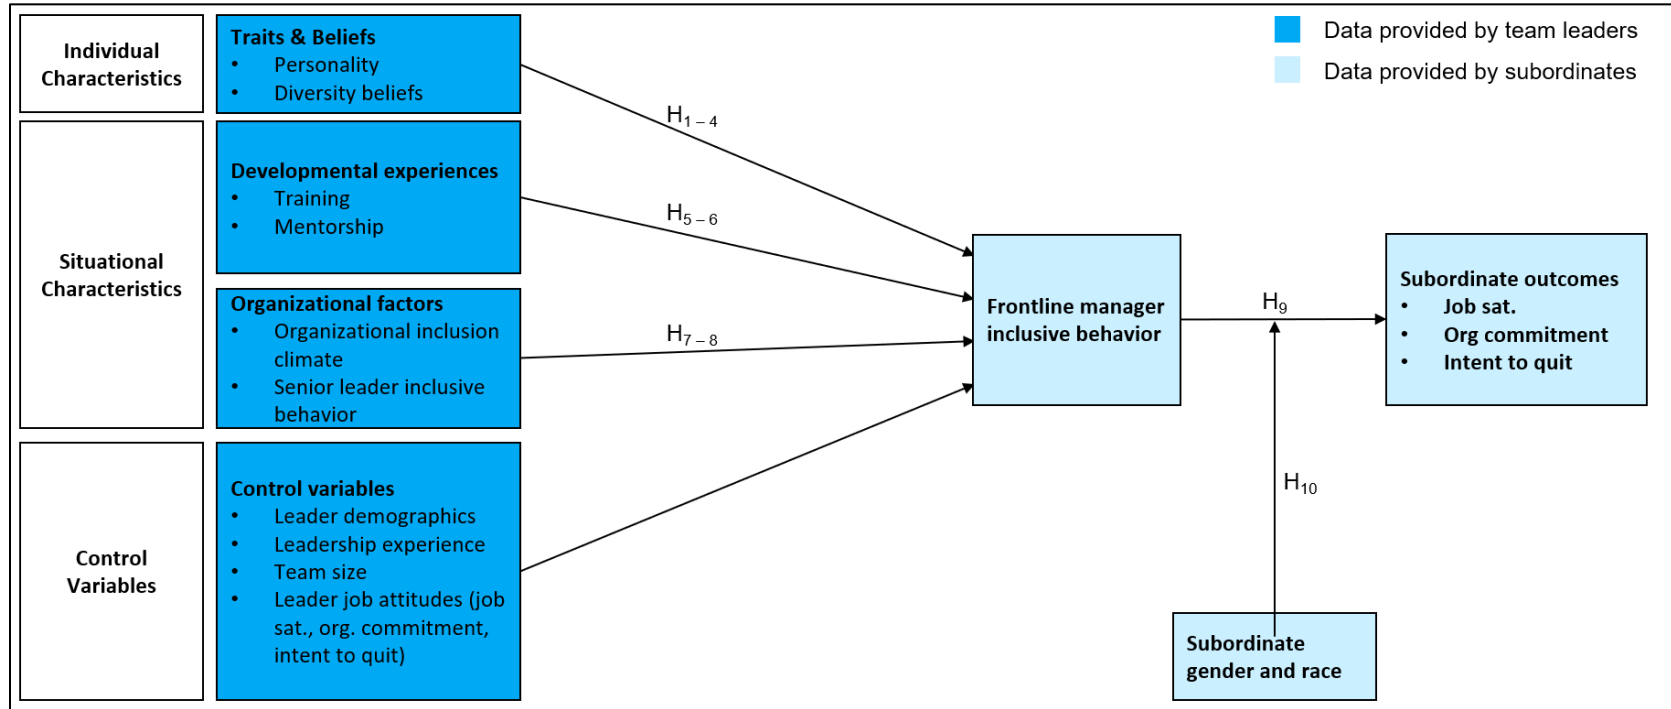 Individual
Characteristics
Traits & Beliefs
• Personality
• Diversity beliefs
Data provided by team leaders
Data provided by subordinates
H1 – 4
Situational
Characteristics
Developmental experiences
• Training
• Mentorship
H5 – 6
Organizational factors
• Organizational inclusion
climate
• Senior leader inclusive
behavior
H7 – 8
Frontline manager
inclusive behavior
H9
Subordinate outcomes
• Job sat.
• Org commitment
• Intent to quit
Control
Variables
Control variables
• Leader demographics
• Leadership experience
• Team size
• Leader job attitudes (job
sat., org. commitment,
intent to quit)
H10
Subordinate
gender and race